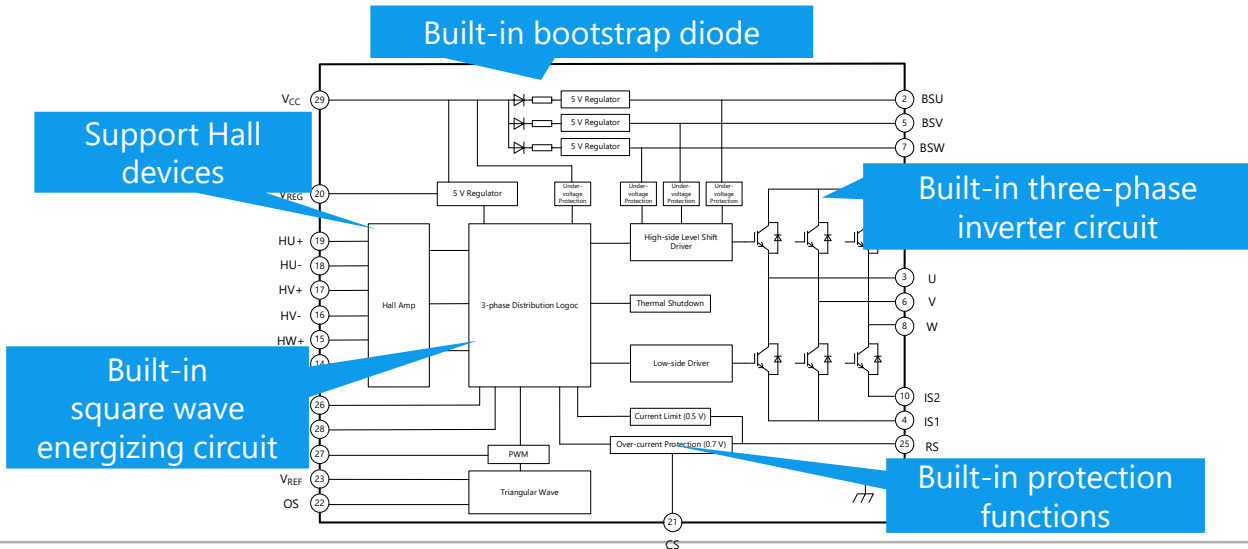 Built-in bootstrap diode
VCC 29
5 V Regulator
2 BSU
5 V Regulator
5 BSV
5 V Regulator
7 BSW
Support Hall
devices
VREG 20
5 V Regulator
Under-
voltage
Protection
Under-
voltage
Protection
Under-
voltage
Protection
Under-
voltage
Protection
Built-in three-phase
inverter circuit
HU+ 19
HU- 18
HV+ 17
HV- 16
HW+ 15
14
Hall Amp
3-phase Distribution Logoc
High-side Level Shift
Driver
Thermal Shutdown
Low-side Driver
3 U
6 V
8 W
Built-in
square wave
energizing circuit
26
28
27
VREF 23
OS 22
PWM
Triangular Wave
Current Limit (0.5 V)
Over-current Protection (0.7 V)
10 IS2
4 IS1
25 RS
Built-in protection
functions
21
CS